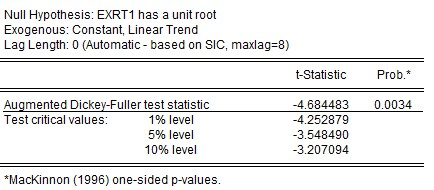 Null Hypothesis: EXRT1 has a unit root
Exogenous: Constant, Linear Trend
Lag Length: 0 (Automatic - based on SIC, maxlag=8)
t-Statistic Prob.*
Augmented Dickey-Fuller test statistic -4.684483 0.0034
Test critical values: 1% level -4.252879
5% level -3.548490
10% level -3.207094
*MacKinnon (1996) one-sided p-values.